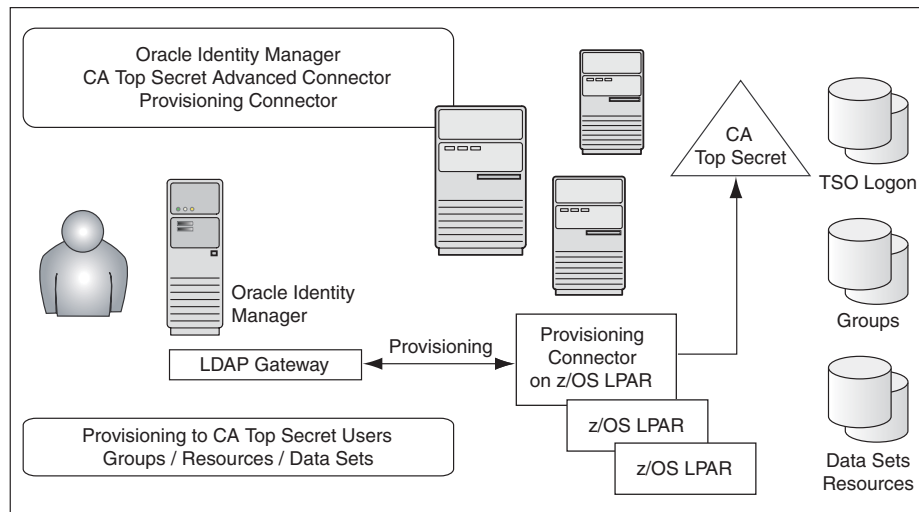 Oracle Identity Manager
CA Top Secret Advanced Connector
Provisioning Connector
CA
Top Secret
TSO Logon
Oracle Identity
Manager
Groups
LDAP Gateway
Provisioning
Provisioning
Connector
on z/OS LPAR
z/OS LPAR
z/OS LPAR
Provisioning to CA Top Secret Users
Groups / Resources / Data Sets
Data Sets
Resources